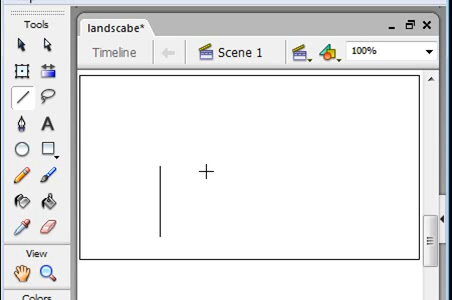 Tools
landscabe*
Timeline
Scene 1
100%
A
View
Colors